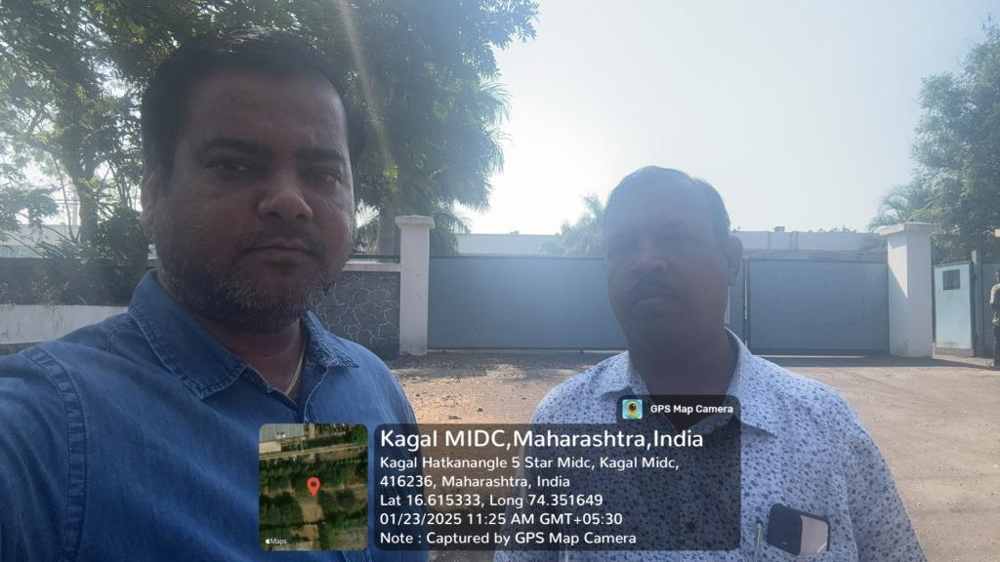 GPS Map Camera
Kagal MIDC,Maharashtra,India
Kagal Hatkanangle 5 Star Midc, Kagal Midc,
416236, Maharashtra, India
Lat 16.615333, Long 74.351649
01/23/2025 11:25 AM GMT+05:30
Note : Captured by GPS Map Camera
Maps